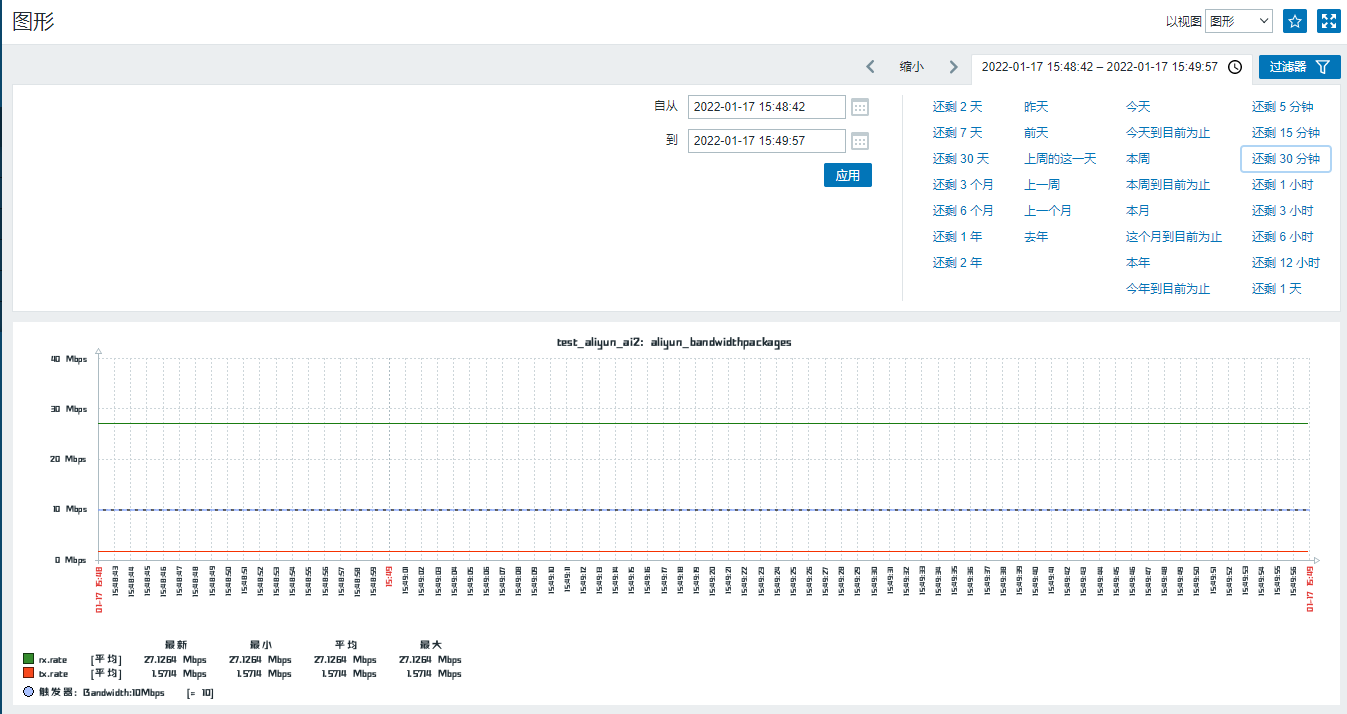 图形
以视图 图形
缩小 2022-01-17 15:48:42 – 2022-01-17 15:49:57 过滤器
自从 2022-01-17 15:48:42
到 2022-01-17 15:49:57
应用
还剩 2 天 昨天 今天 还剩 5 分钟
还剩 7 天 前天 今天到目前为止 还剩 15 分钟
还剩 30 天 上周的这一天 本周 还剩 30 分钟
还剩 3 个月 上一周 本周到目前为止 还剩 1 小时
还剩 6 个月 上一个月 本月 还剩 3 小时
还剩 1 年 去年 这个月到目前为止 还剩 6 小时
还剩 2 年 本年 还剩 12 小时
今年到目前为止 还剩 1 天
test_aliyun_ai2: aliyun_bandwidthpackages
40 Mbps
30 Mbps
20 Mbps
10 Mbps
0 Mbps
01-17 15:48 15:48:43 15:48:44 15:48:45 15:48:46 15:48:47 15:48:48 15:48:49 15:48:50 15:48:51 15:48:52 15:48:53 15:48:54 15:48:55 15:48:56 15:48:57 15:48:58 15:48:59 15:49 15:49:01 15:49:02 15:49:03 15:49:04 15:49:05 15:49:06 15:49:07 15:49:08 15:49:09 15:49:10 15:49:11 15:49:12 15:49:13 15:49:14 15:49:15 15:49:16 15:49:17 15:49:18 15:49:19 15:49:20 15:49:21 15:49:22 15:49:23 15:49:24 15:49:25 15:49:26 15:49:27 15:49:28 15:49:29 15:49:30 15:49:31 15:49:32 15:49:33 15:49:34 15:49:35 15:49:36 15:49:37 15:49:38 15:49:39 15:49:40 15:49:41 15:49:42 15:49:43 15:49:44 15:49:45 15:49:46 15:49:47 15:49:48 15:49:49 15:49:50 15:49:51 15:49:52 15:49:53 15:49:54 15:49:55 15:49:56 01-17 15:49
最新 最小 平均 最大
rx.rate [平均] 27.1264 Mbps 27.1264 Mbps 27.1264 Mbps 27.1264 Mbps
tx.rate [平均] 1.5714 Mbps 1.5714 Mbps 1.5714 Mbps 1.5714 Mbps
触发器: Bandwidth:10Mbps [= 10]